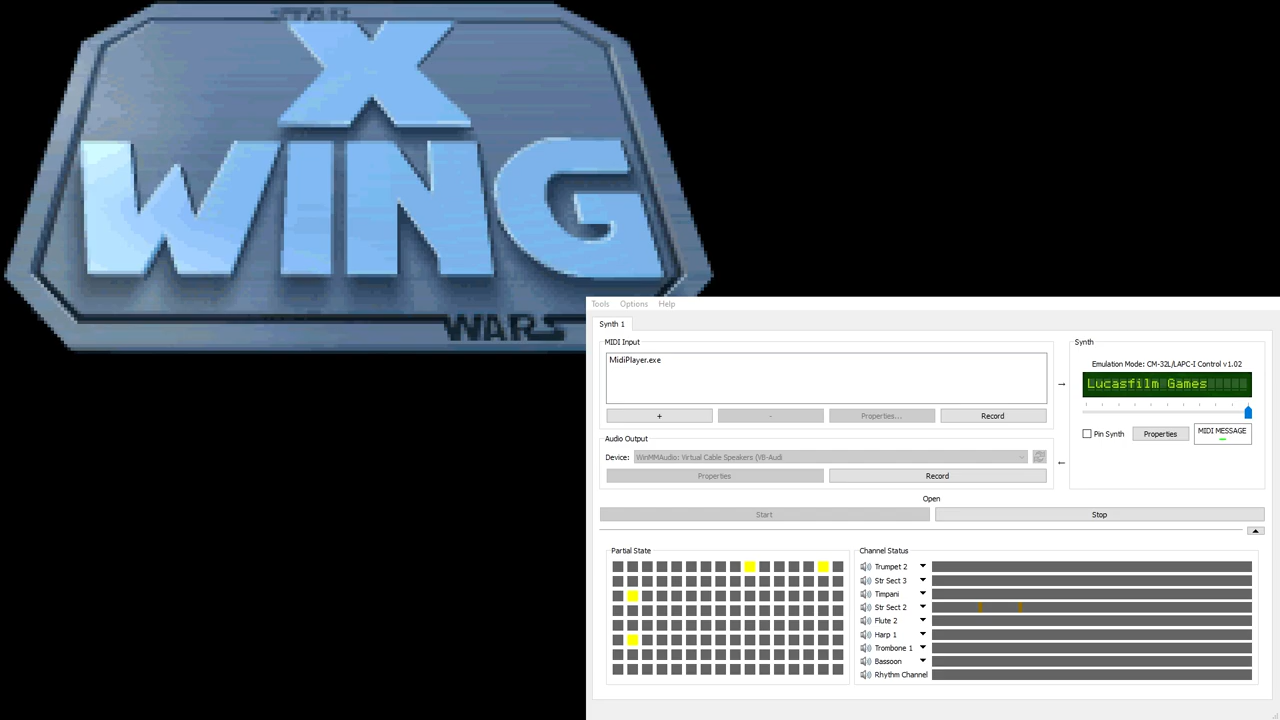 STAR
X
WING
WARS
Tools Options Help
Synth 1
MIDI Input
MidiPlayer.exe
+ - Properties... Record
Audio Output
Device: WinMMAudio: Virtual Cable Speakers (VB-Audi
Properties Record
Synth
Emulation Mode: CM-32L/LAPC-I Control v1.02
Lucasfilm Games
Pin Synth Properties MIDI MESSAGE
Open
Start Stop
Partial State
Channel Status
Trumpet 2
Str Sect 3
Timpani
Str Sect 2
Flute 2
Harp 1
Trombone 1
Bassoon
Rhythm Channel